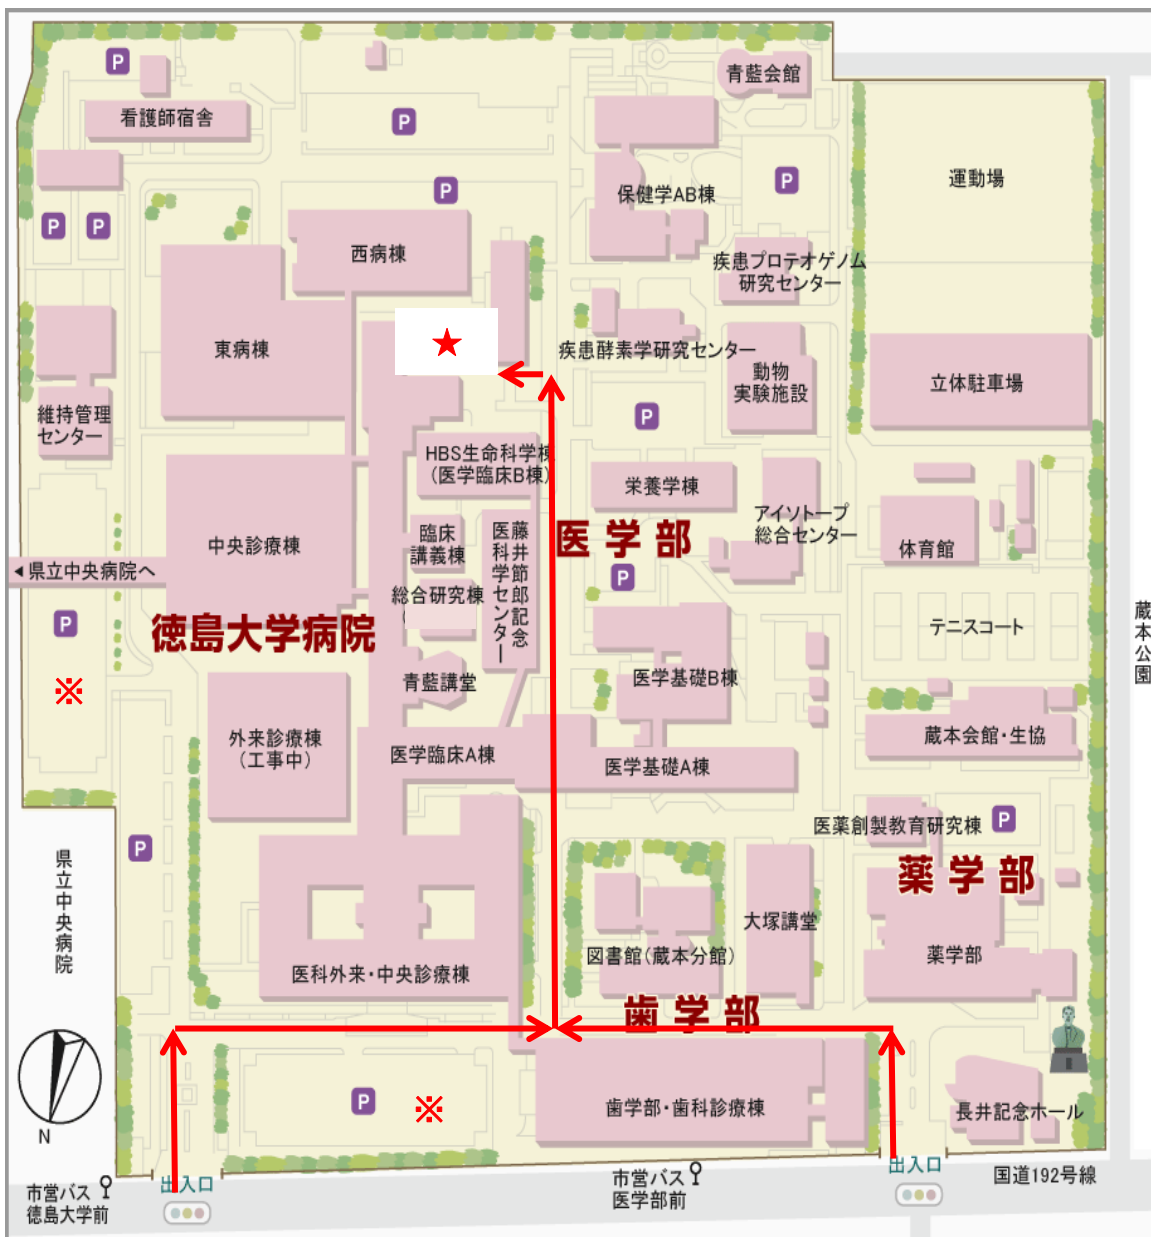 P
看護師宿舎
P
青藍会館
保健学AB棟
P
運動場
P
P
P
西病棟
疾患プロテオゲノム
研究センター
東病棟
★
疾患酵素学研究センター
動物
実験施設
立体駐車場
維持管理
センター
P
HBS生命科学棟
(医学臨床B棟)
栄養学棟
アイソトープ
総合センター
中央診療棟
臨床
講義棟
藤井節郎記念
医科学センター
医学部
体育館
◀県立中央病院へ
総合研究棟
P
P
徳島大学病院
テニスコート
蔵本公園
※
青藍講堂
医学基礎B棟
外来診療棟
(工事中)
医学臨床A棟
医学基礎A棟
蔵本会館・生協
P
医薬創製教育研究棟
P
県立中央病院
薬学部
大塚講堂
図書館(蔵本分館)
薬学部
医科外来・中央診療棟
歯学部
N
P
※
歯学部・歯科診療棟
長井記念ホール
市営バス
徳島大学前
出入口
市営バス
医学部前
出入口
国道192号線